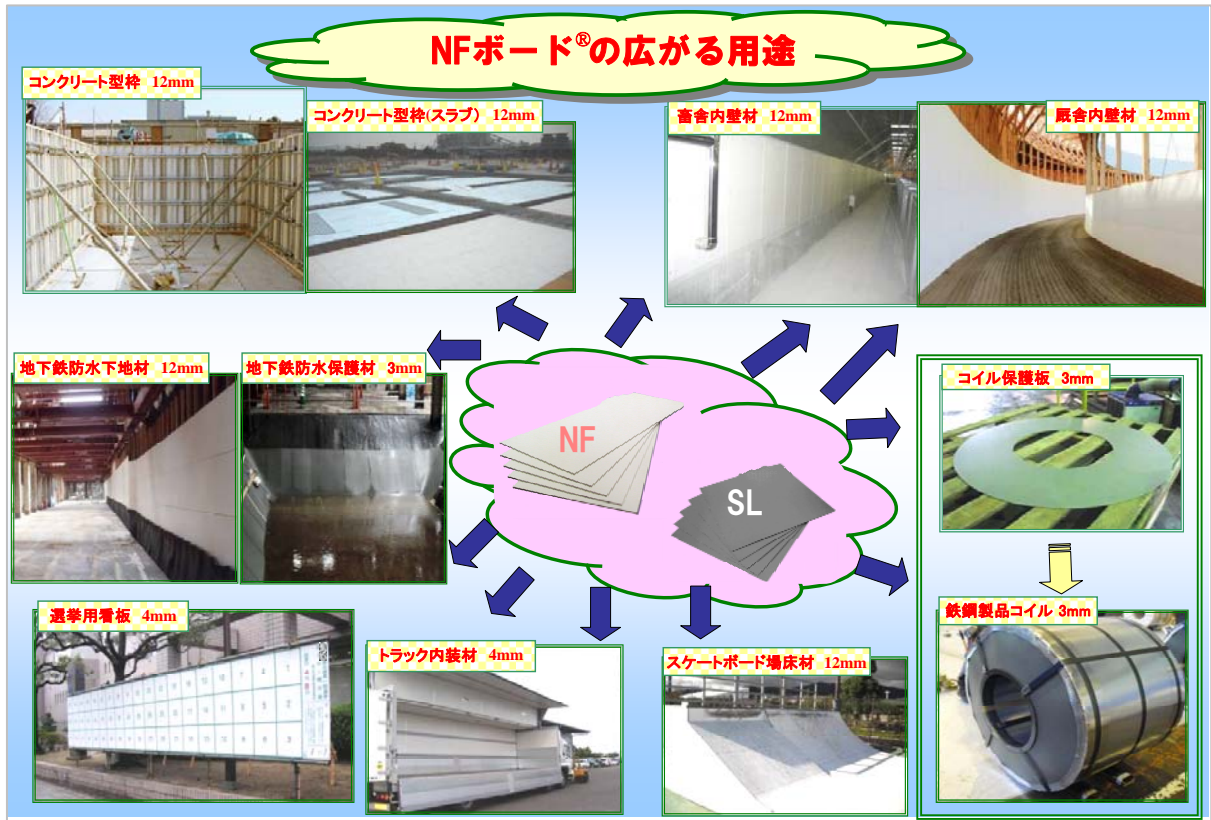 NFボード®の広がる用途
コンクリート型枠 12mm
コンクリート型枠(スラブ) 12mm
畜舎内壁材 12mm
厩舎内壁材 12mm
地下鉄防水下地材 12mm
地下鉄防水保護材 3mm
コイル保護板 3mm
NF
SL
選挙用看板 4mm
トラック内装材 4mm
スケートボード場床材 12mm
鉄鋼製品コイル 3mm